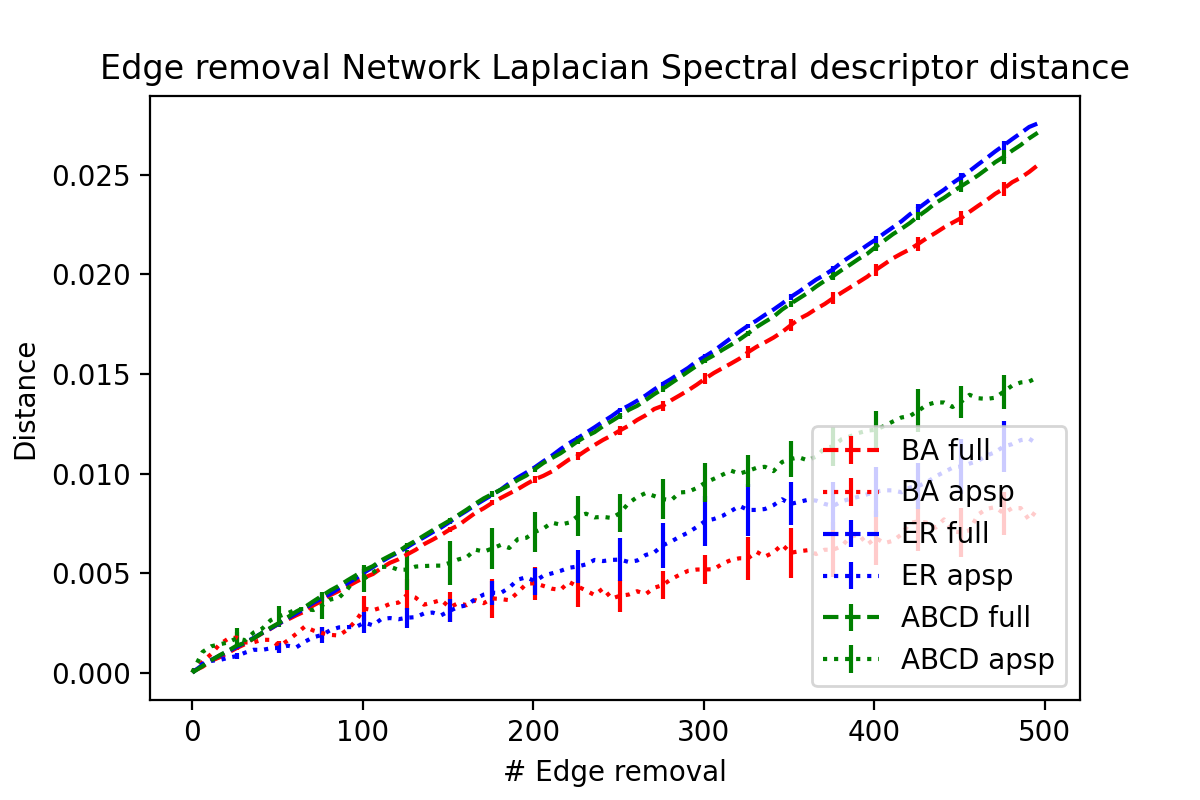 Edge removal Network Laplacian Spectral descriptor distance
0.025
0.020
0.015
0.010
0.005
0.000
Distance
BA full
BA apsp
ER full
ER apsp
ABCD full
ABCD apsp
0 100 200 300 400 500
# Edge removal